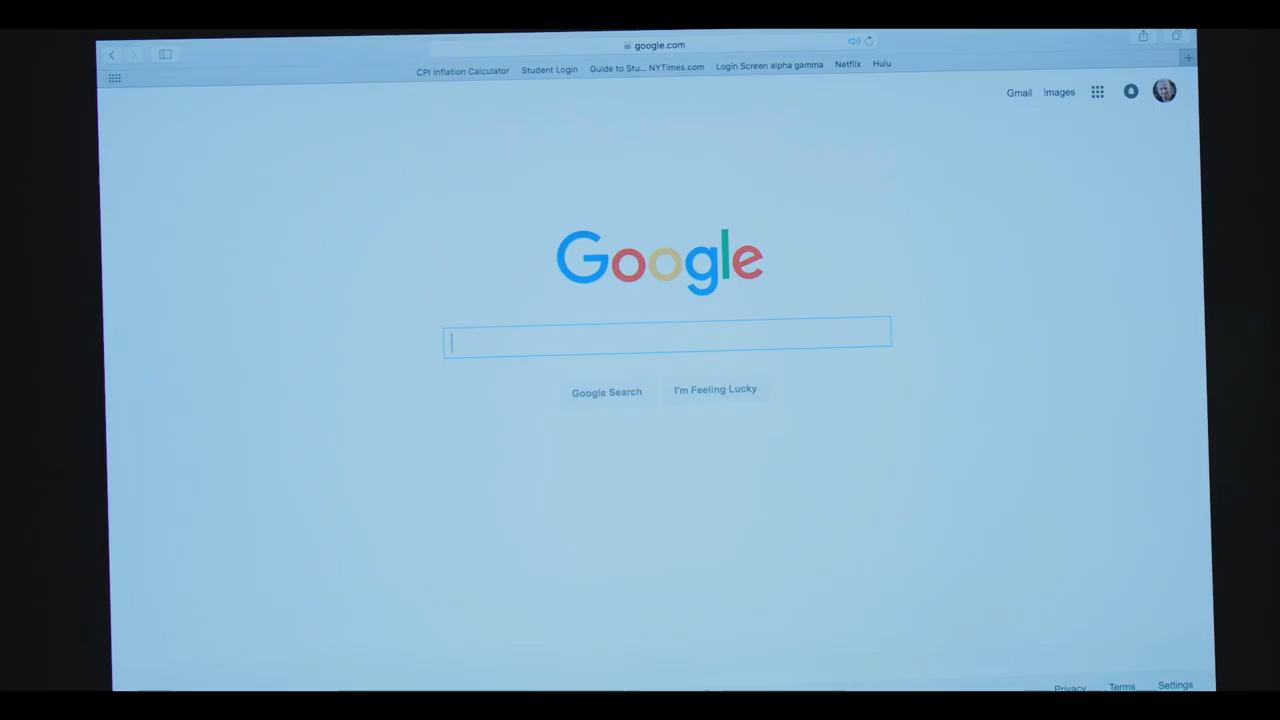 google.com
CPI Inflation Calculator Student Login Guide to Stu... NYTimes.com Login Screen alpha gamma Netflix Hulu
Gmail Images
Google
Google Search I'm Feeling Lucky
Privacy Terms Settings